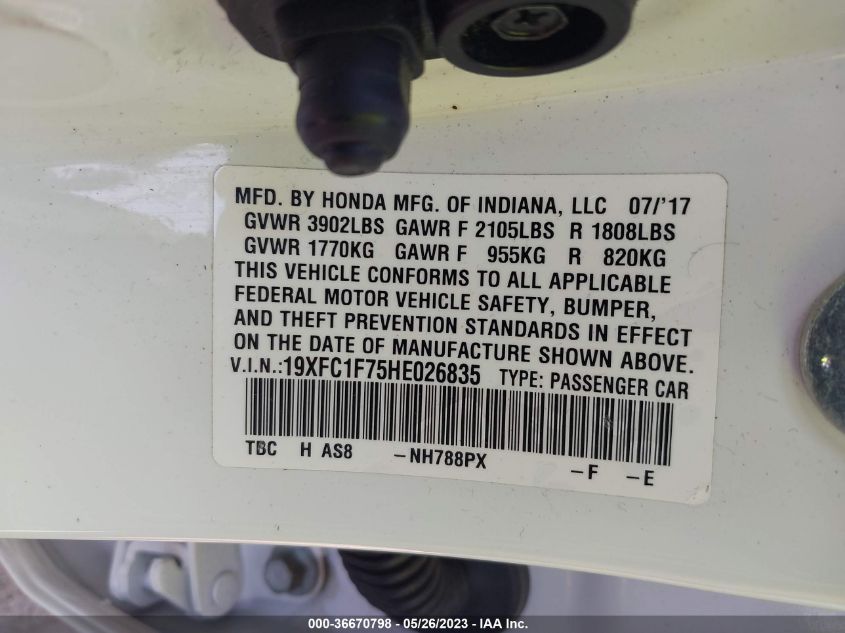 MFD. BY HONDA MFG. OF INDIANA, LLC 07/'17
GVWR 3902LBS GAWR F 2105LBS R 1808LBS
GVWR 1770KG GAWR F 955KG R 820KG
THIS VEHICLE CONFORMS TO ALL APPLICABLE
FEDERAL MOTOR VEHICLE SAFETY, BUMPER,
AND THEFT PREVENTION STANDARDS IN EFFECT
ON THE DATE OF MANUFACTURE SHOWN ABOVE.
V.I.N.:19XFC1F75HE026835 TYPE: PASSENGER CAR
TBC H AS8 –NH788PX –F –E
000-36670798 - 05/26/2023 - IAA Inc.